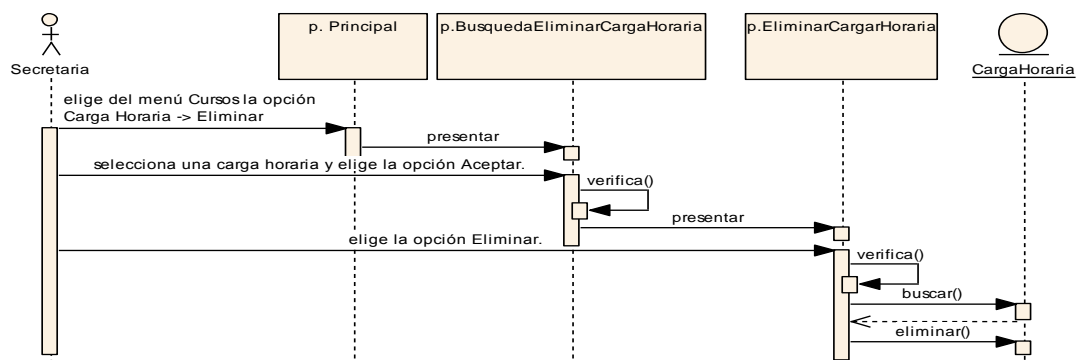 p. Principal
p.BusquedaEliminarCargaHoraria
p.EliminarCargarHoraria
Secretaria
CargaHoraria
elige del menú Cursos la opción
Carga Horaria -> Eliminar
presentar
selecciona una carga horaria y elige la opción Aceptar.
verifica()
presentar
elige la opción Eliminar.
verifica()
buscar()
eliminar()